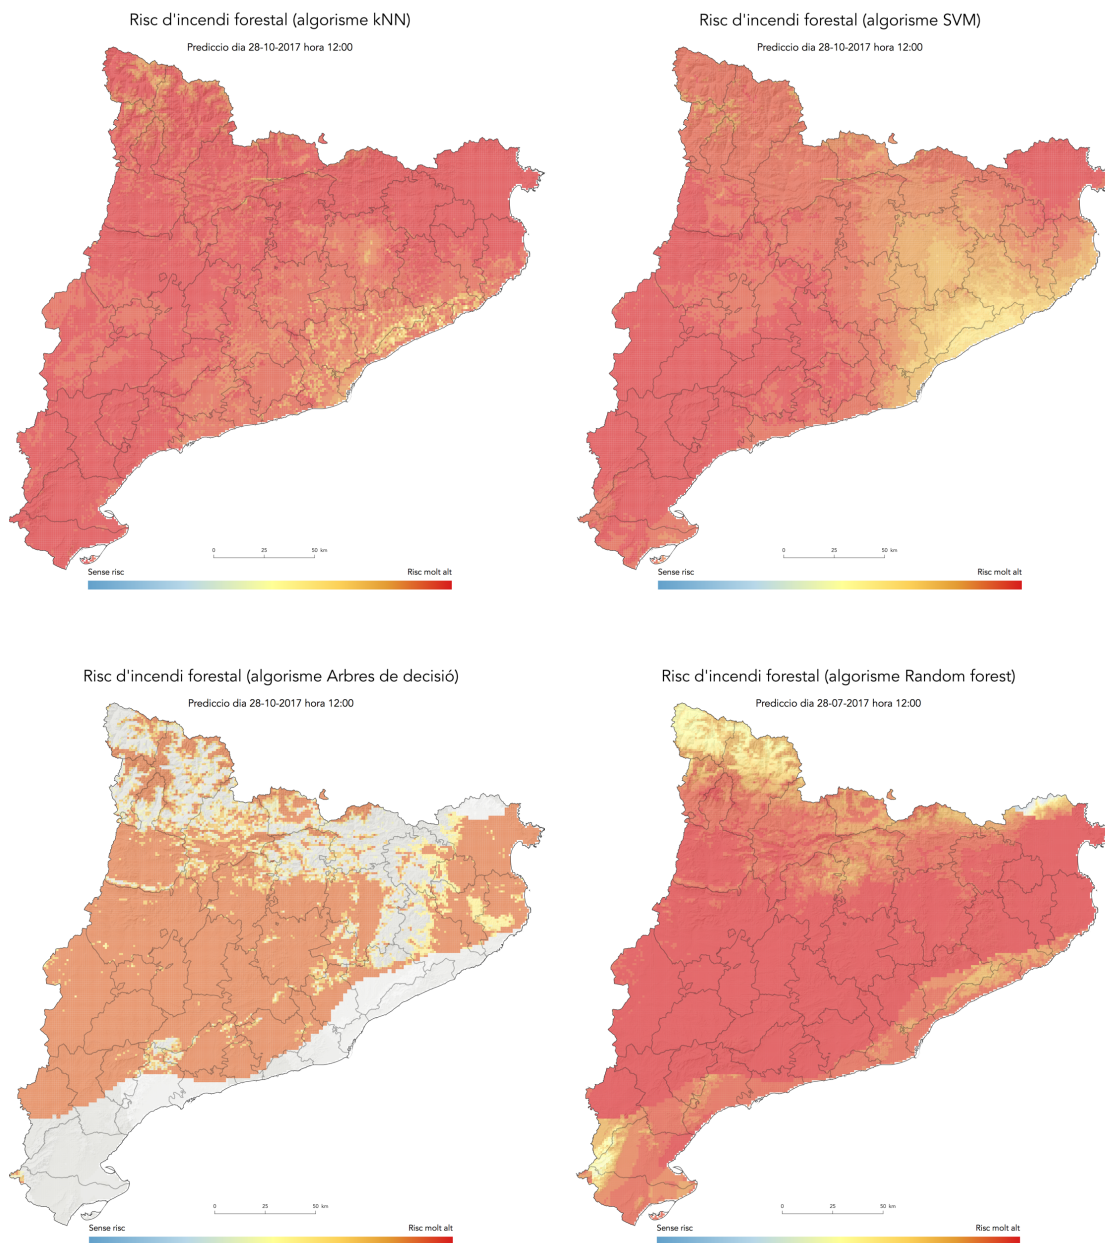 Risc d'incendi forestal (algorisme kNN)
Prediccio dia 28-10-2017 hora 12:00
0 25 50 km
Sense risc Risc molt alt
Risc d'incendi forestal (algorisme SVM)
Prediccio dia 28-10-2017 hora 12:00
0 25 50 km
Sense risc Risc molt alt
Risc d'incendi forestal (algorisme Arbres de decisió)
Prediccio dia 28-10-2017 hora 12:00
0 25 50 km
Sense risc Risc molt alt
Risc d'incendi forestal (algorisme Random forest)
Prediccio dia 28-07-2017 hora 12:00
0 25 50 km
Sense risc Risc molt alt